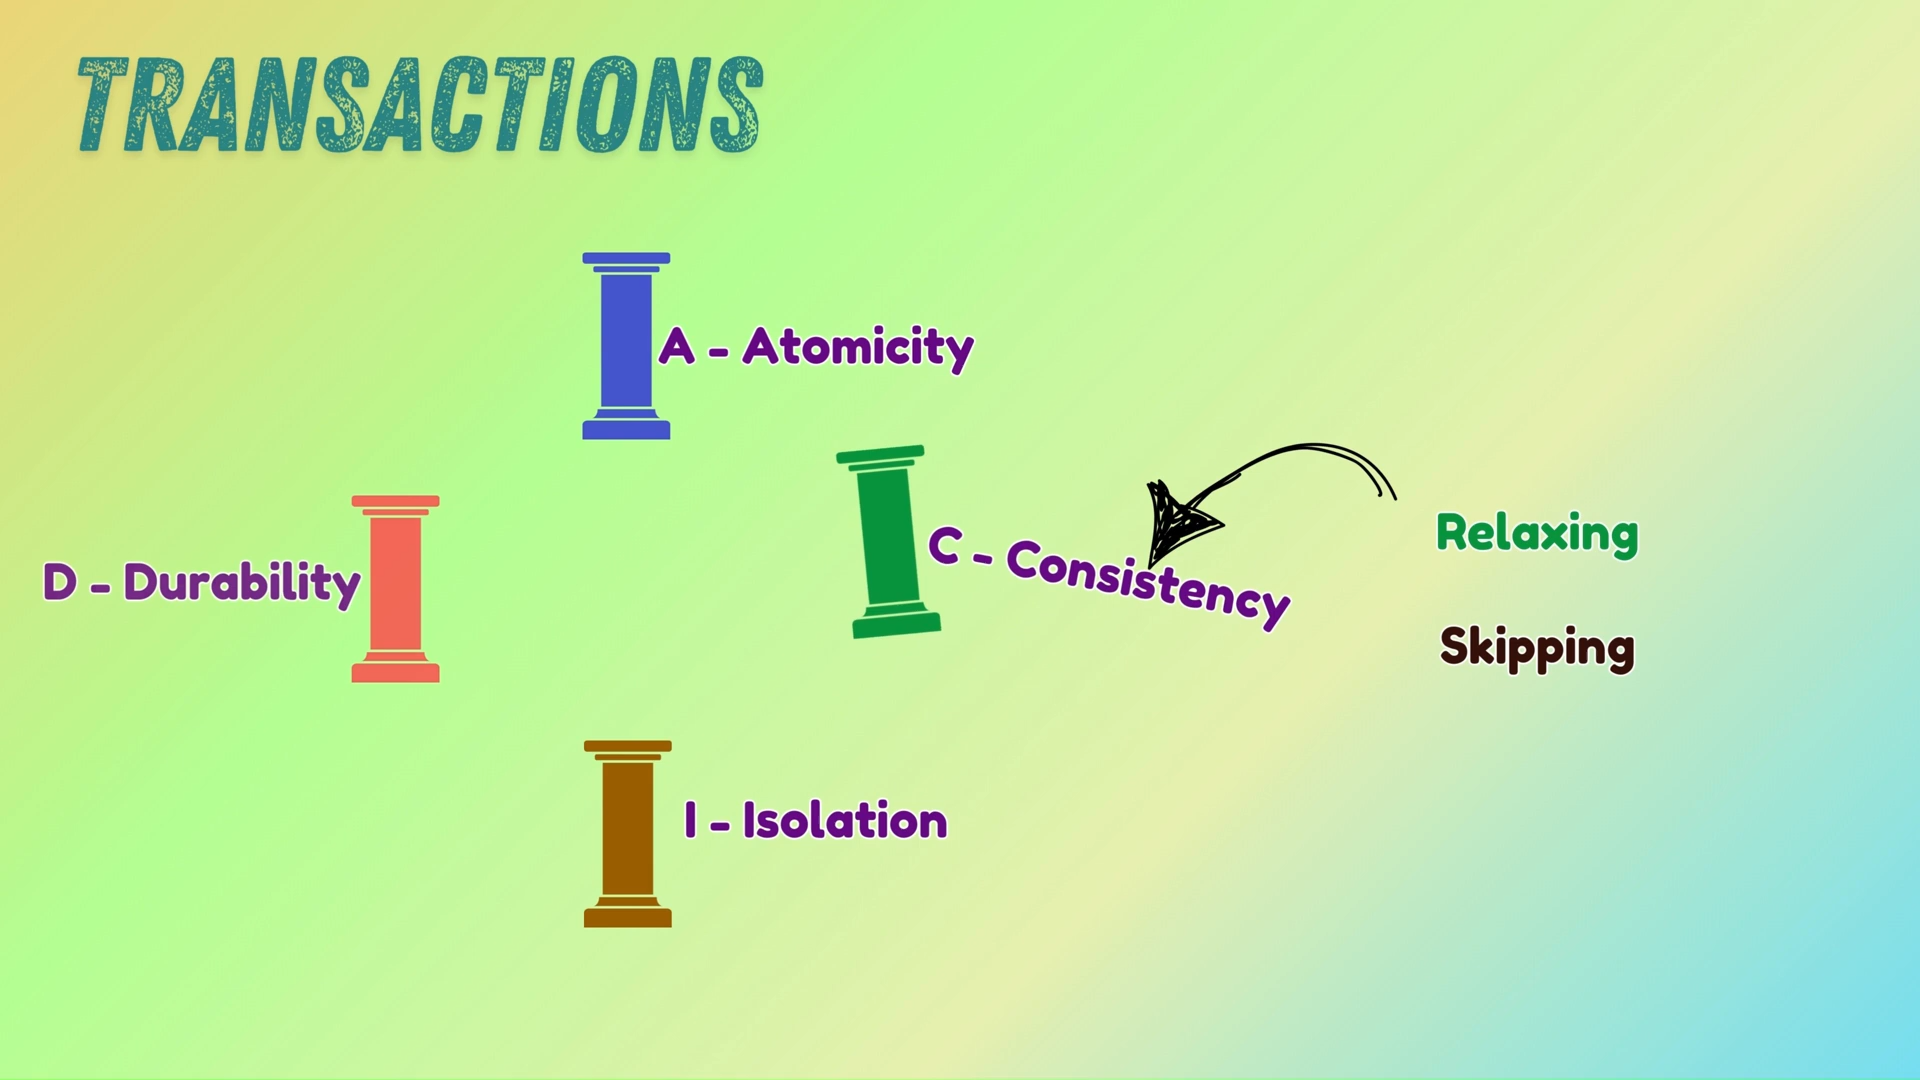 TRANSACTIONS
A - Atomicity
C - Consistency
Relaxing
D - Durability
Skipping
I - Isolation